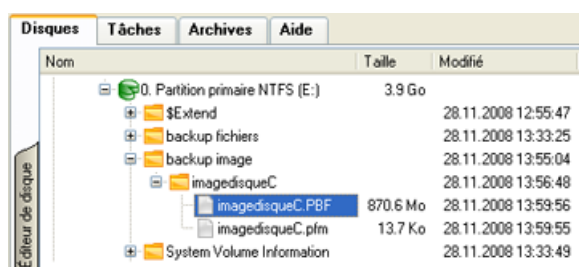 Disques Tâches Archives Aide
Nom Taille Modifié
0. Partition primaire NTFS (E:) 3.9 Go
$Extend 28.11.2008 12:55:47
backup fichiers 28.11.2008 13:33:25
backup image 28.11.2008 13:55:04
imagedisqueC 28.11.2008 13:56:48
imagedisqueC.PBF 870.6 Mo 28.11.2008 13:59:56
imagedisqueC.pfm 13.7 Ko 28.11.2008 13:59:55
System Volume Information 28.11.2008 13:33:49
Éditeur de disque